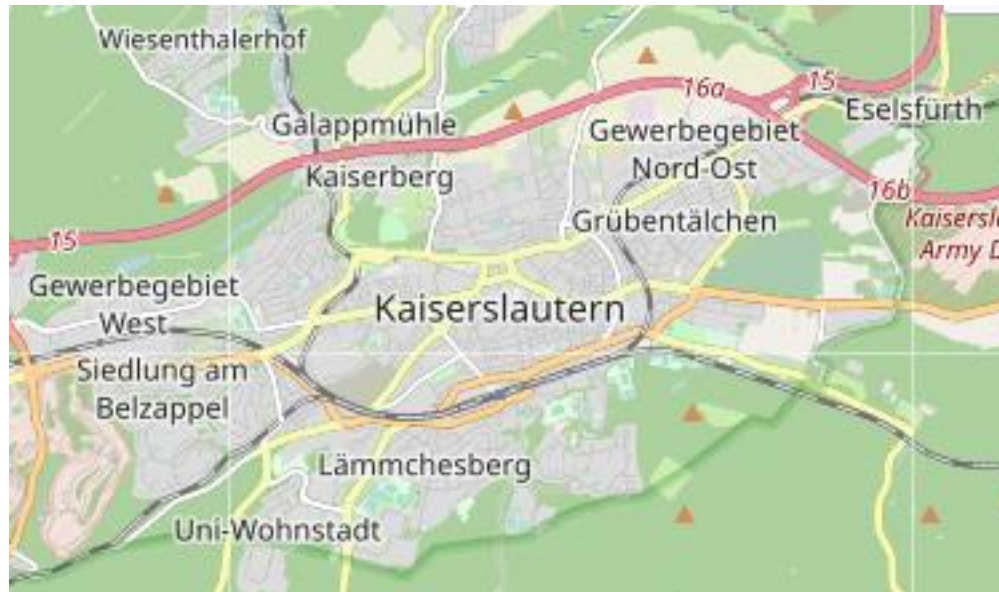 Wiesenthalerhof
15
16a
Eselsfürth
Galappmühle
Gewerbegebiet
Nord-Ost
Kaiserberg
16b
Grübentälchen
Army D
15
Gewerbegebiet
West
Kaiserslautern
Siedlung am
Belzappel
Lämmchesberg
Uni-Wohnstadt